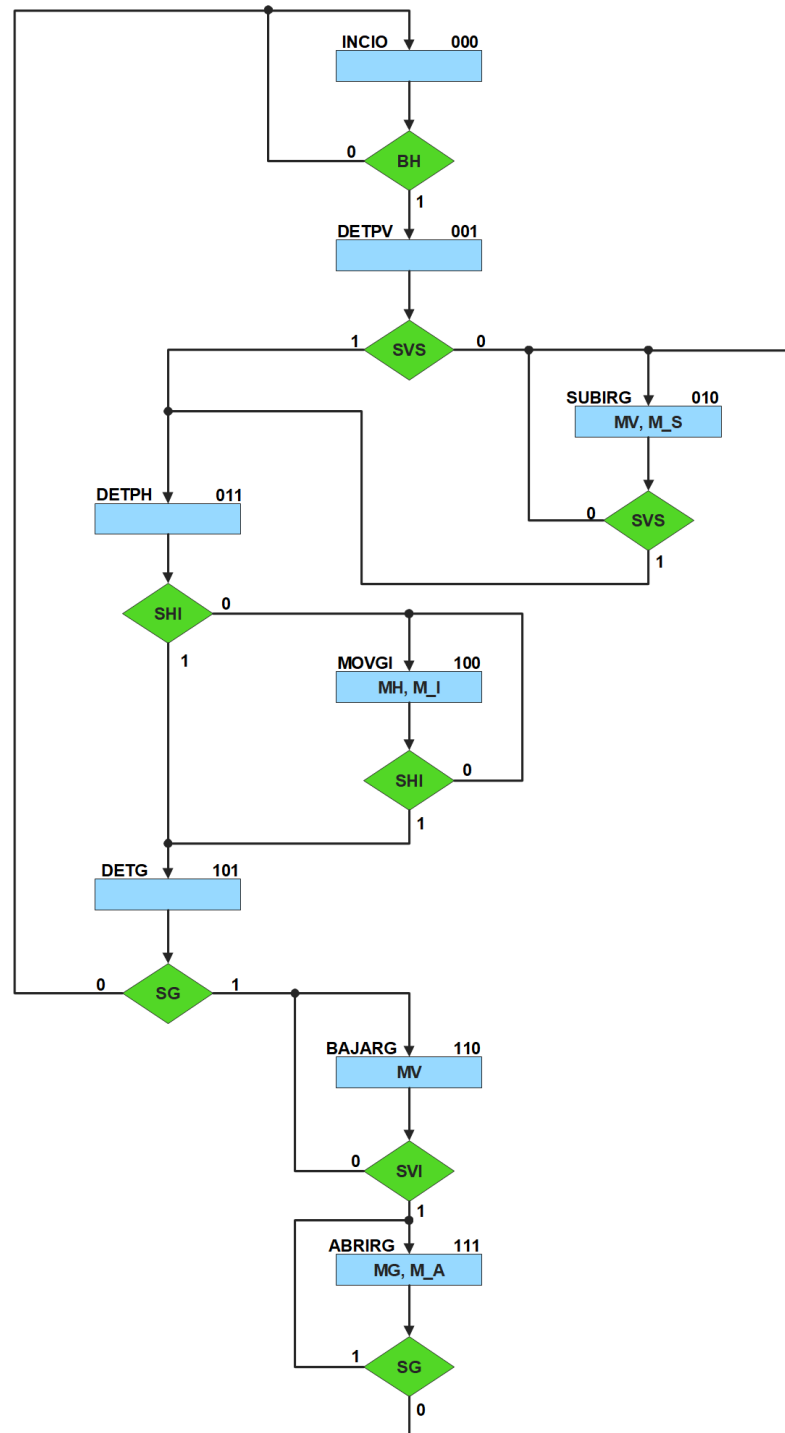 INCIO 000
BH
0
1
DETPV 001
SVS
1
0
SUBIRG 010
MV, M_S
SVS
0
1
DETPH 011
SHI
0
1
MOVGI 100
MH, M_I
SHI
0
1
DETG 101
SG
0
1
BAJARG 110
MV
SVI
0
1
ABRIRG 111
MG, M_A
SG
1
0